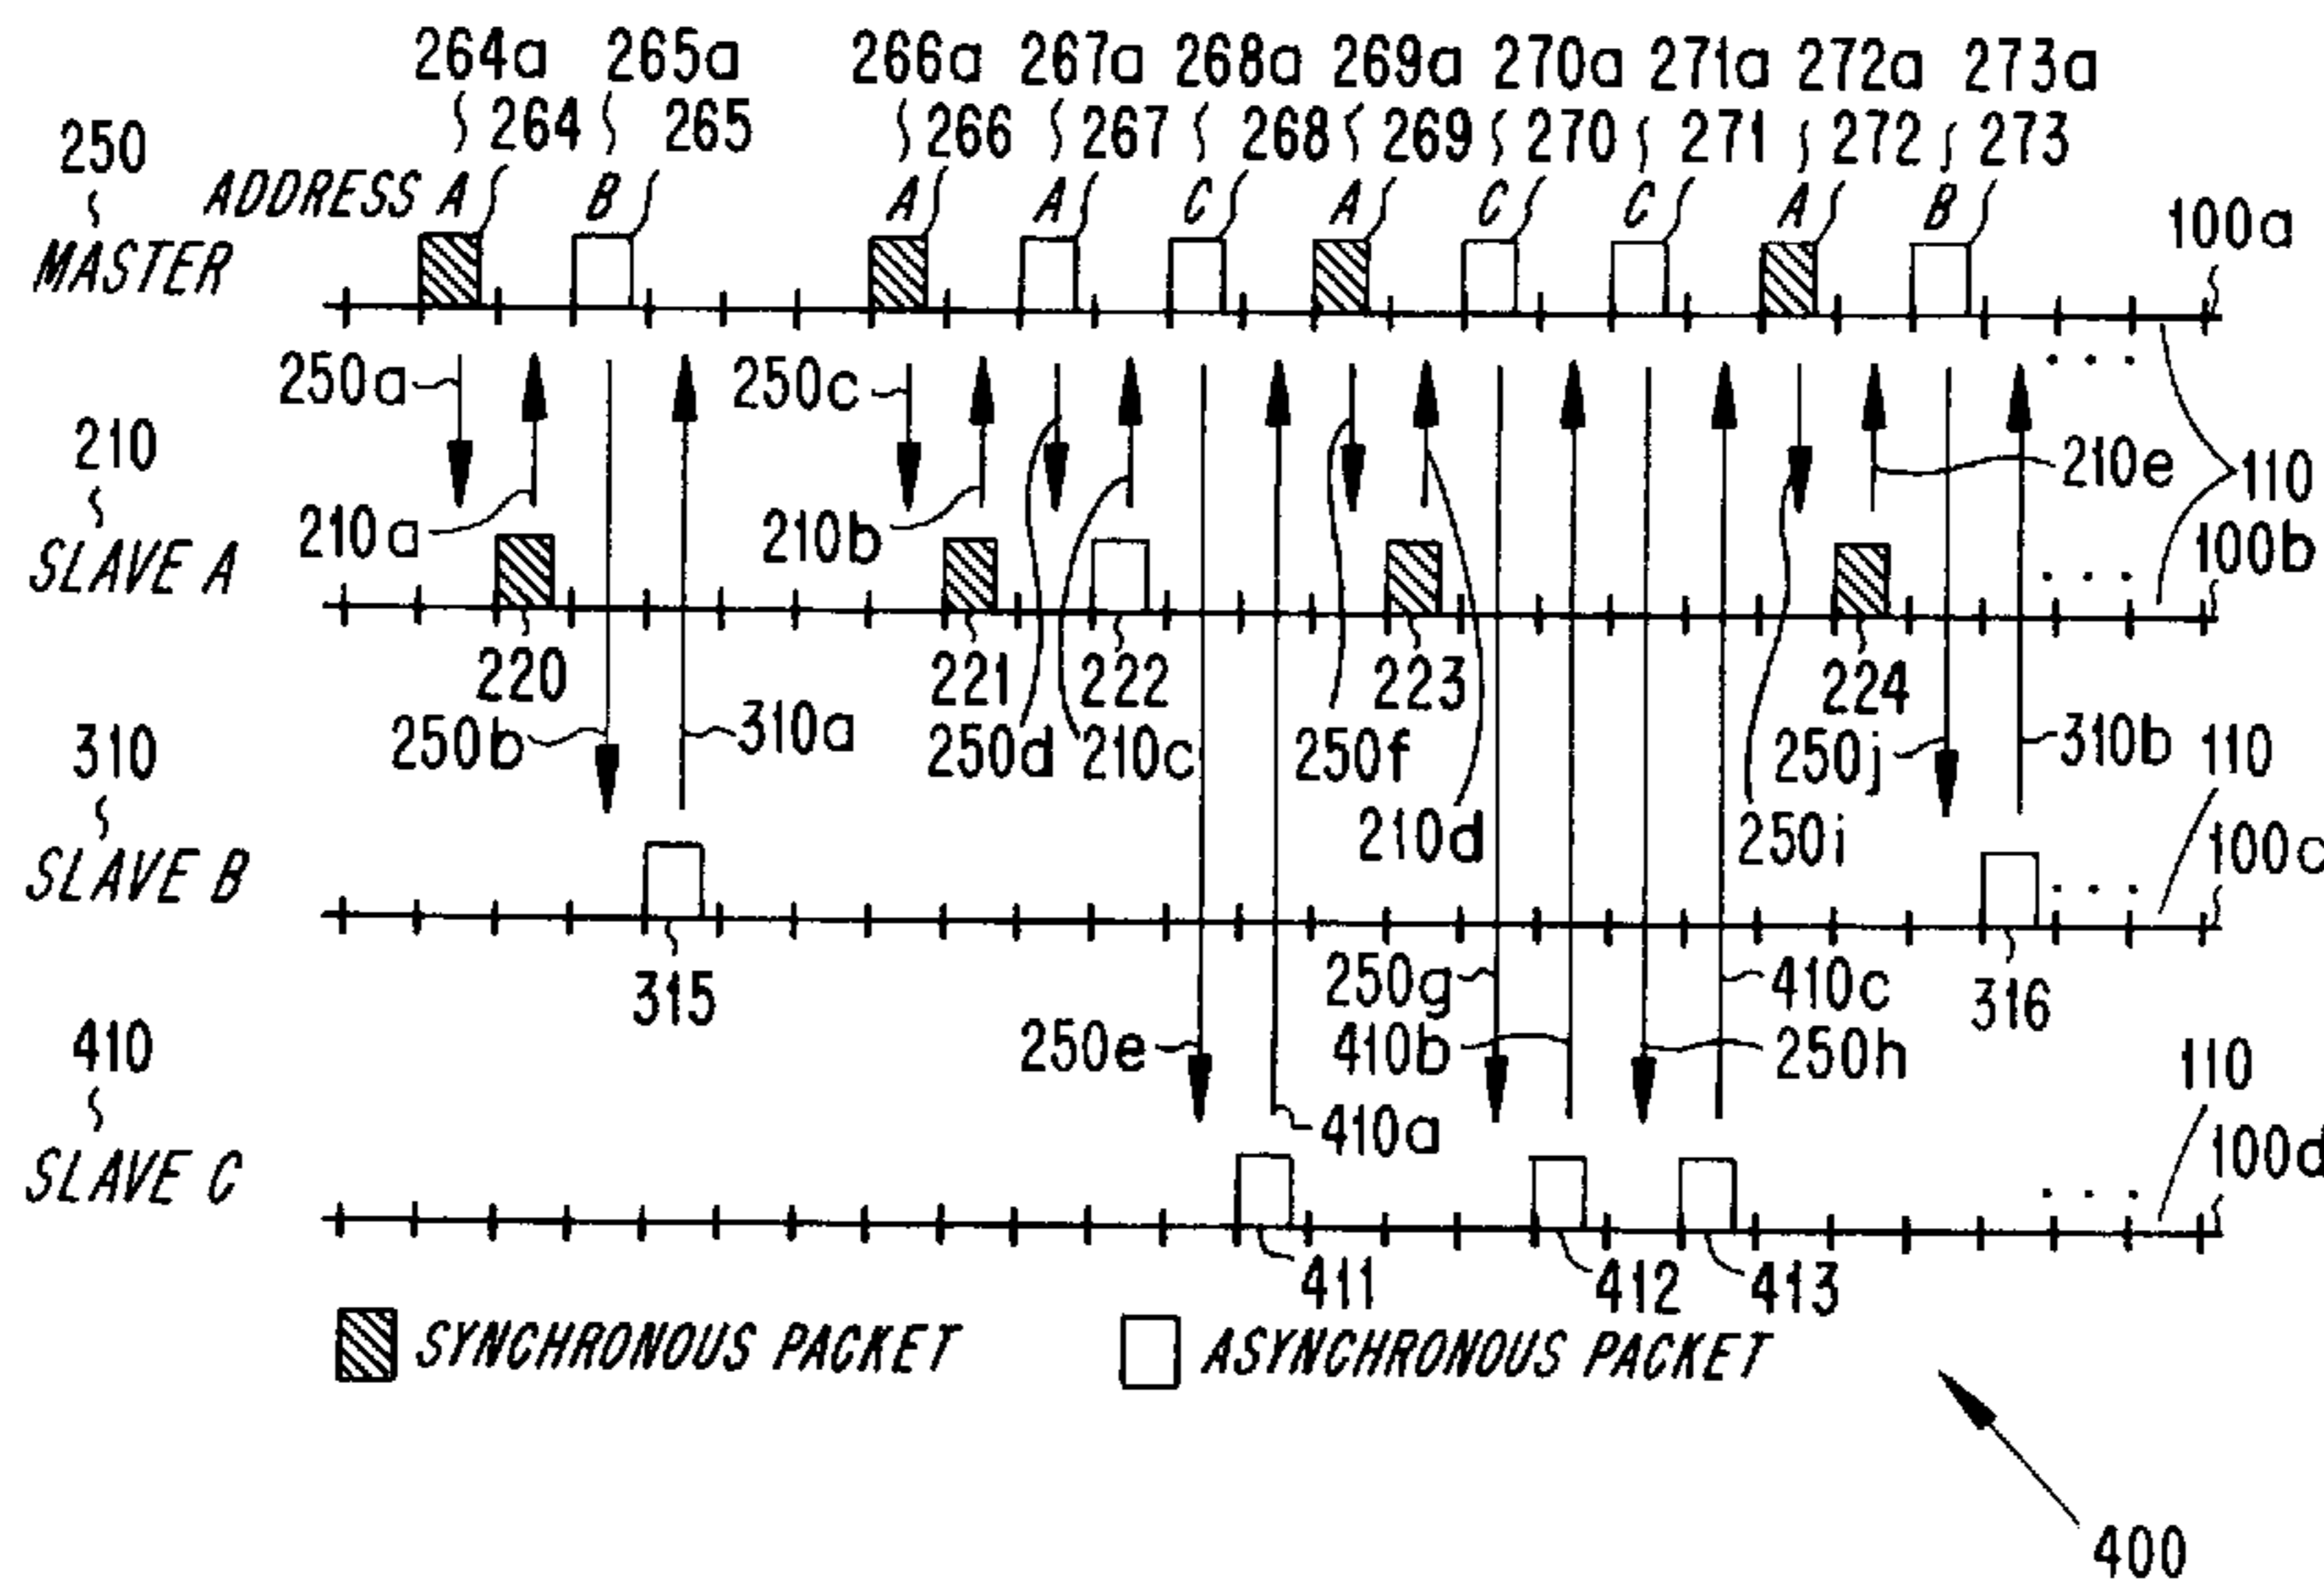 264a 265a 266a 267a 268a 269a 270a 271a 272a 273a
250 264 265 266 267 268 269 270 271 272 273
ADDRESS A B A A C A C C A B
MASTER 100a
250a 250c
210 210e 110
210a 210b
SLAVE A 100b
220 221 222 223 224
250b 310a 250d 210c 250f 250j 310b 110
310
210d 250i
SLAVE B 100c
315 250g 410c 316
410 250e 410b 250h 110
410a
SLAVE C 100d
411 412 413
SYNCHRONOUS PACKET ASYNCHRONOUS PACKET
400